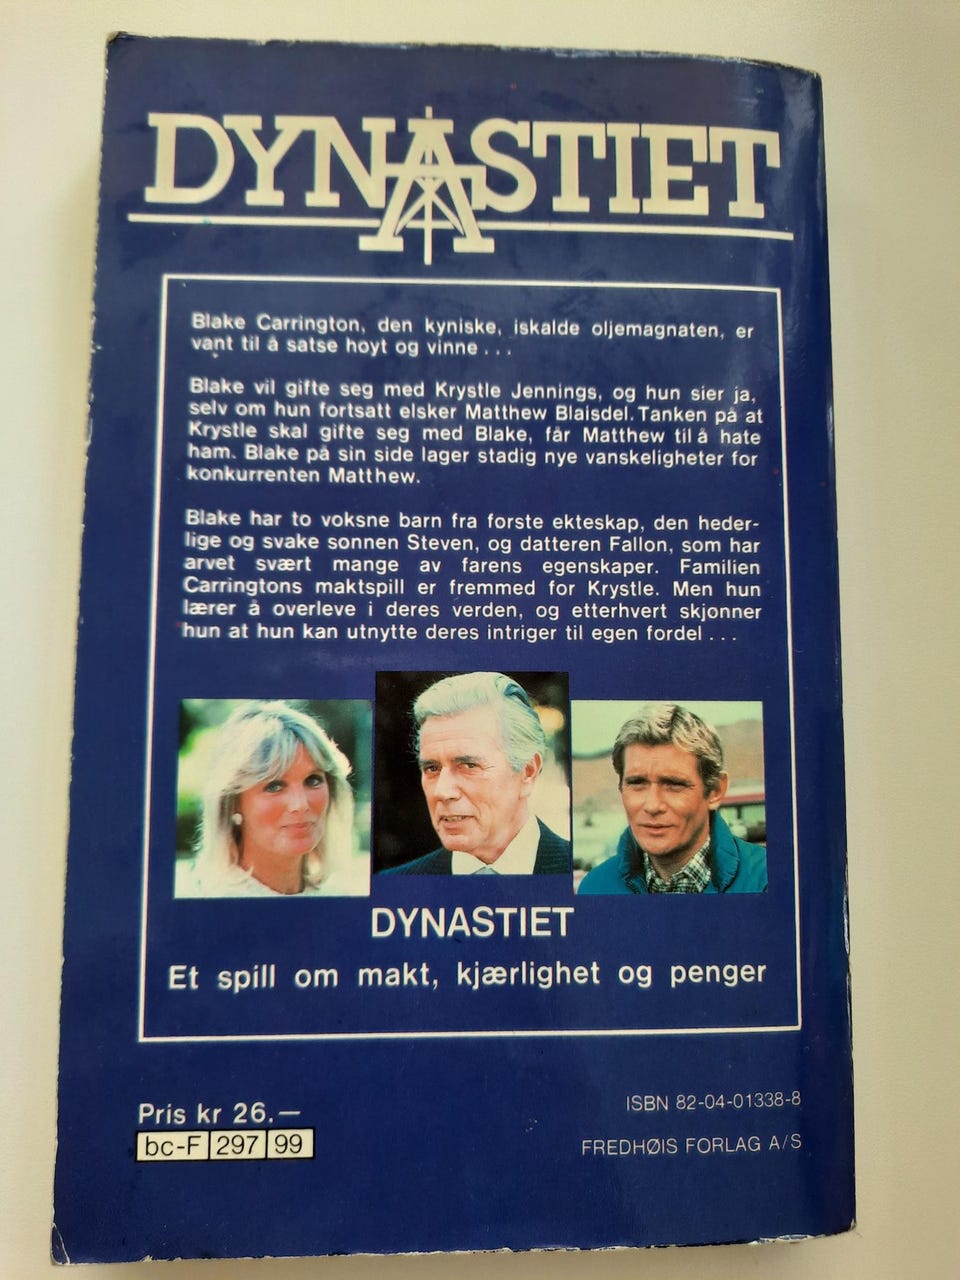 DYNASTIET
Blake Carrington, den kyniske, iskalde oljemagnaten, er
vant til å satse høyt og vinne . . .
Blake vil gifte seg med Krystle Jennings, og hun sier ja,
selv om hun fortsatt elsker Matthew Blaisdel. Tanken på at
Krystle skal gifte seg med Blake, får Matthew til å hate
ham. Blake på sin side lager stadig nye vanskeligheter for
konkurrenten Matthew.
Blake har to voksne barn fra første ekteskap, den heder-
lige og svake sønnen Steven, og datteren Fallon, som har
arvet svært mange av farens egenskaper. Familien
Carringtons maktspill er fremmed for Krystle. Men hun
lærer å overleve i deres verden, og etterhvert skjønner
hun at hun kan utnytte deres intriger til egen fordel . . .
DYNASTIET
Et spill om makt, kjærlighet og penger
Pris kr 26.—
bc-F 297 99
ISBN 82-04-01338-8
FREDHØIS FORLAG A/S